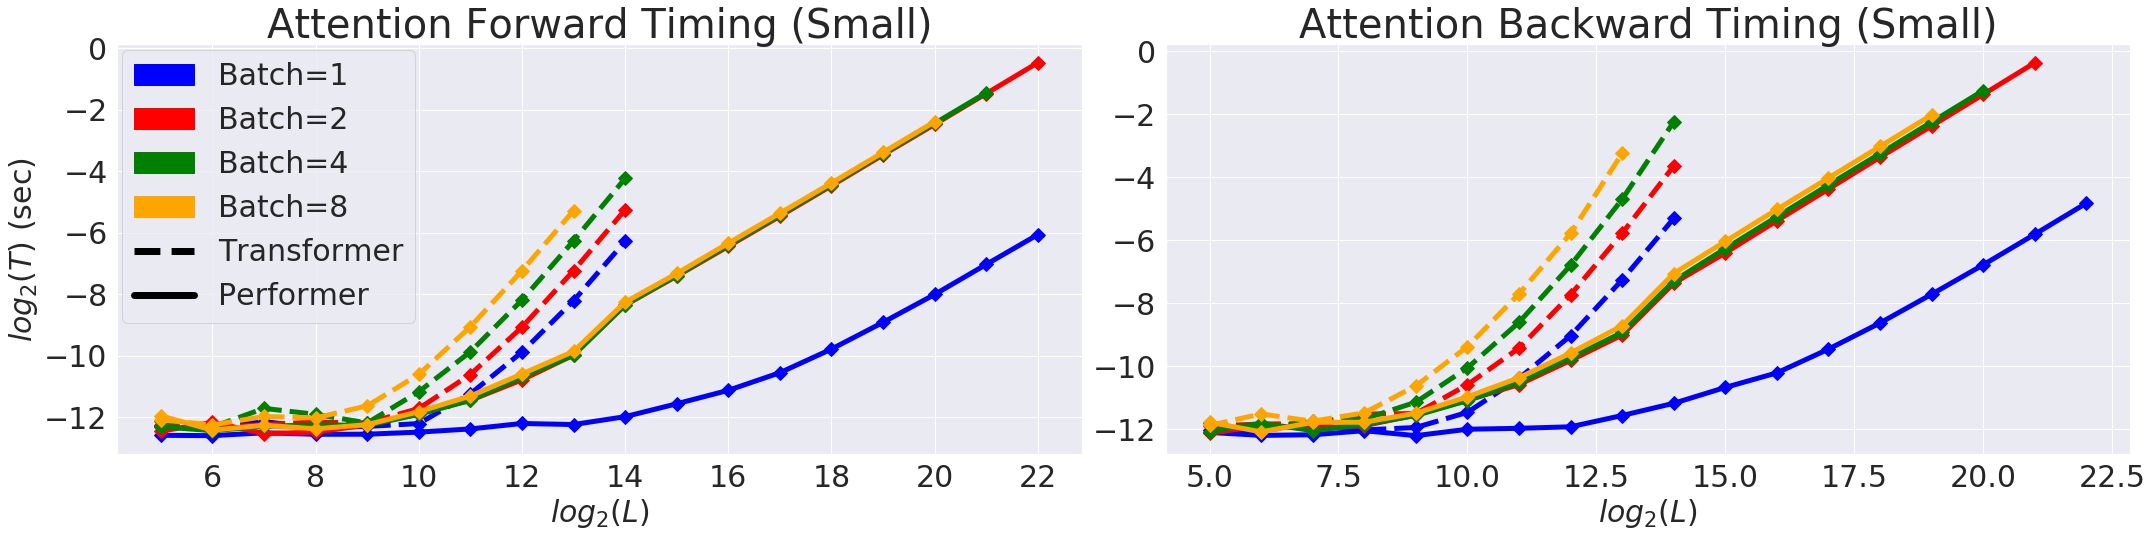 Attention Forward Timing (Small)
0
−2
−4
−6
−8
−10
−12
log₂(T) (sec)
Batch=1
Batch=2
Batch=4
Batch=8
Transformer
Performer
6 8 10 12 14 16 18 20 22
log₂(L)
Attention Backward Timing (Small)
0
−2
−4
−6
−8
−10
−12
5.0 7.5 10.0 12.5 15.0 17.5 20.0 22.5
log₂(L)